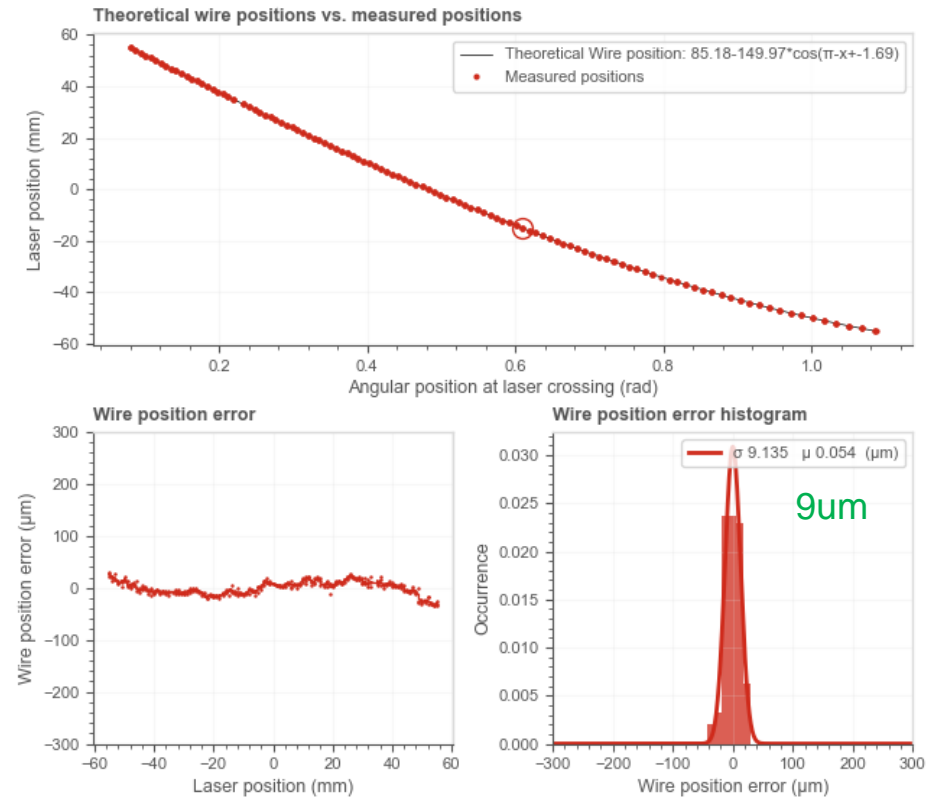 Theoretical wire positions vs. measured positions
Theoretical Wire position: 85.18-149.97*cos(π-x+-1.69)
Measured positions
Laser position (mm)
60
40
20
0
−20
−40
−60
0.2 0.4 0.6 0.8 1.0
Angular position at laser crossing (rad)
Wire position error
Wire position error (μm)
300
200
100
0
−100
−200
−300
−60 −40 −20 0 20 40 60
Laser position (mm)
Wire position error histogram
σ 9.135 μ 0.054 (μm)
9um
Occurrence
0.030
0.025
0.020
0.015
0.010
0.005
0.000
−300 −200 −100 0 100 200 300
Wire position error (μm)